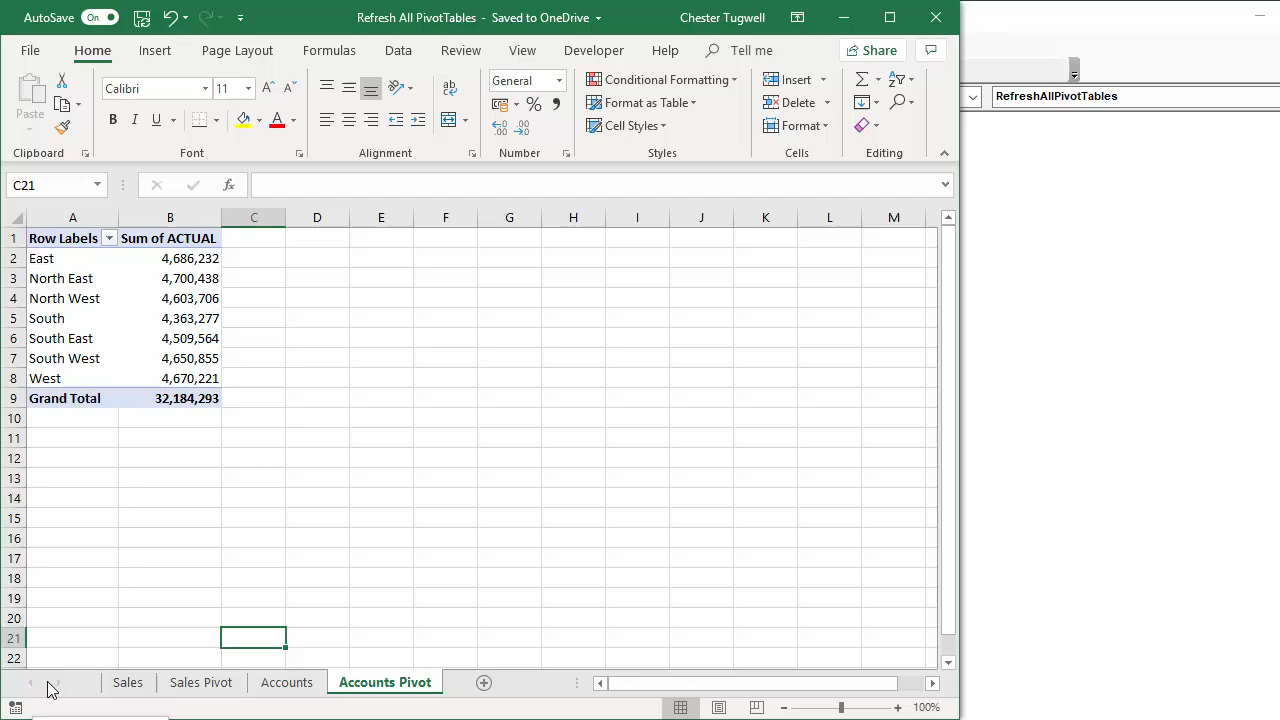 AutoSave On Refresh All PivotTables - Saved to OneDrive Chester Tugwell
File Home Insert Page Layout Formulas Data Review View Developer Help Tell me Share
Paste Calibri 11 A A ab General Conditional Formatting Insert Σ
B I U A % , Format as Table Delete
Cell Styles Format
Clipboard Font Alignment Number Styles Cells Editing
RefreshAllPivotTables
C21 fx
A B C D E F G H I J K L M
1 Row Labels Sum of ACTUAL
2 East 4,686,232
3 North East 4,700,438
4 North West 4,603,706
5 South 4,363,277
6 South East 4,509,564
7 South West 4,650,855
8 West 4,670,221
9 Grand Total 32,184,293
10
11
12
13
14
15
16
17
18
19
20
21
22
Sales Sales Pivot Accounts Accounts Pivot
100%